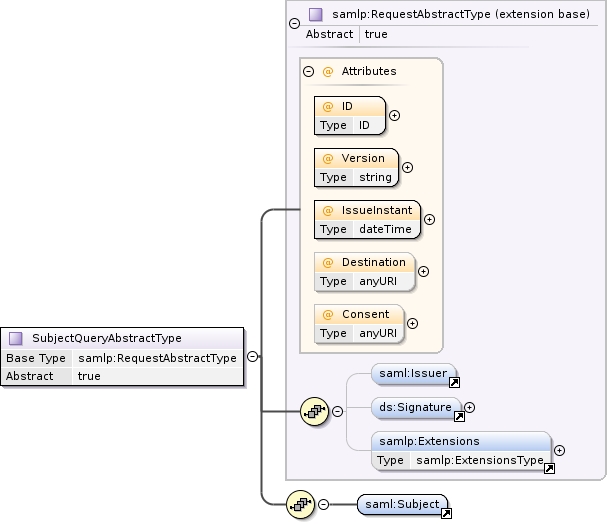 samlp:RequestAbstractType (extension base)
Abstract true
@ Attributes
@ ID
Type ID
@ Version
Type string
@ IssueInstant
Type dateTime
@ Destination
Type anyURI
@ Consent
Type anyURI
SubjectQueryAbstractType
Base Type samlp:RequestAbstractType
Abstract true
saml:Issuer
ds:Signature
samlp:Extensions
Type samlp:ExtensionsType
saml:Subject